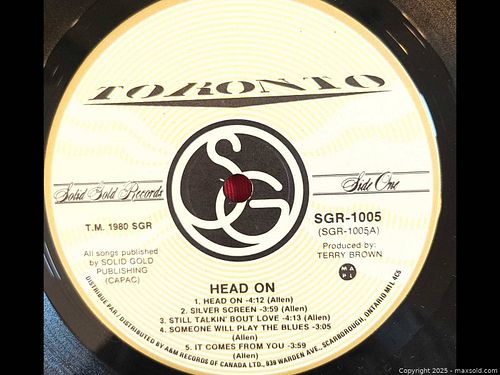 TORONTO
Solid Gold Records
Side One
SG
T.M. 1980 SGR
SGR-1005
(SGR-1005A)
All songs published
by SOLID GOLD
PUBLISHING
(CAPAC)
Produced by:
TERRY BROWN
MAPL
HEAD ON
1. HEAD ON -4:12 (Allen)
2. SILVER SCREEN -3:59 (Allen)
3. STILL TALKIN' BOUT LOVE -4:13 (Allen)
4. SOMEONE WILL PLAY THE BLUES -3:05
(Allen)
5. IT COMES FROM YOU -3:59
(Allen)
DISTRIBUÉ PAR/DISTRIBUTED BY A&M RECORDS OF CANADA LTD., 939 WARDEN AVE., SCARBOROUGH, ONTARIO M1L 4C5
Copyright 2025 - maxsold.com